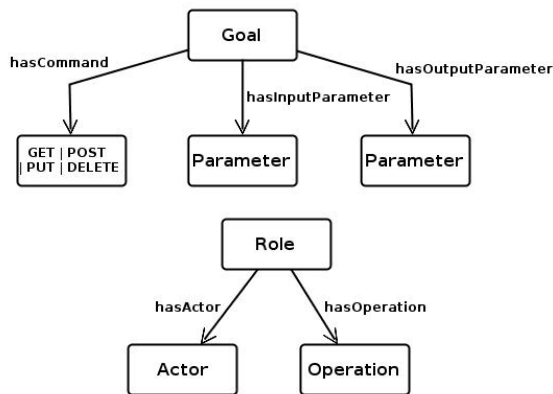 Goal
hasCommand
hasOutputParameter
hasInputParameter
GET | POST
| PUT | DELETE
Parameter
Parameter
Role
hasActor
hasOperation
Actor
Operation